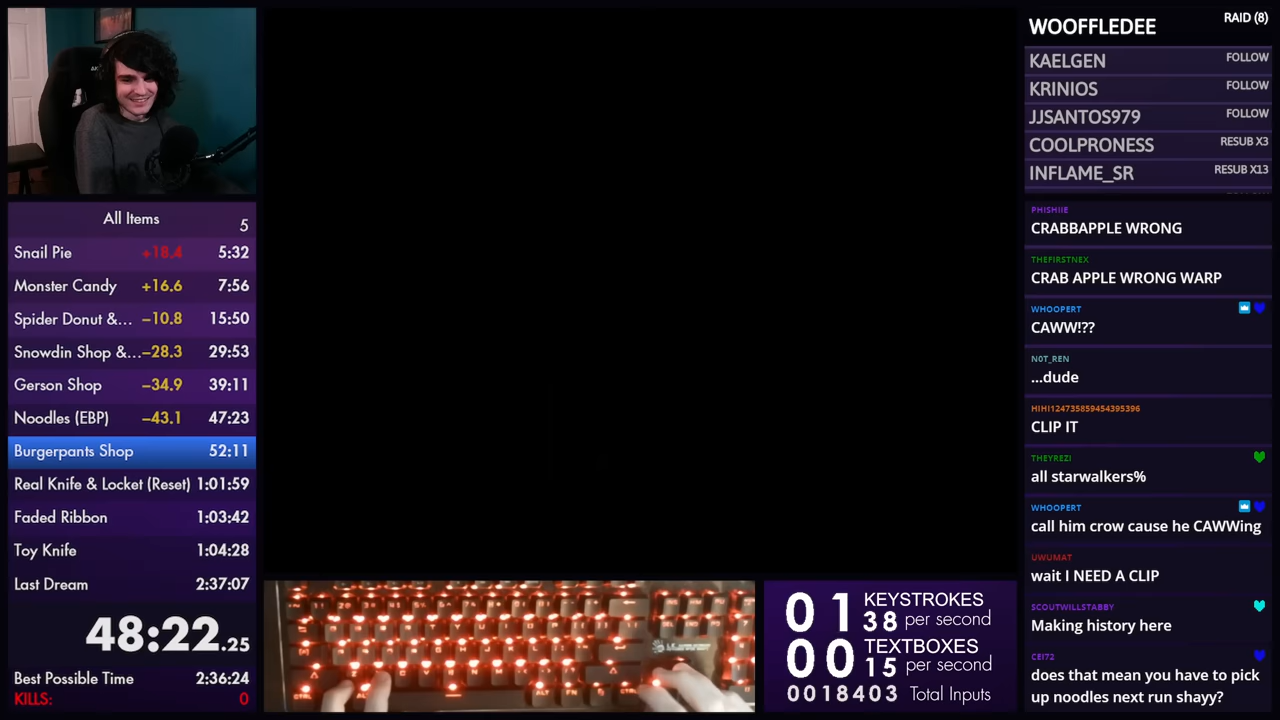 All Items
5
Snail Pie +18.4 5:32
Monster Candy +16.6 7:56
Spider Donut &... −10.8 15:50
Snowdin Shop &... −28.3 29:53
Gerson Shop −34.9 39:11
Noodles (EBP) −43.1 47:23
Burgerpants Shop 52:11
Real Knife & Locket (Reset) 1:01:59
Faded Ribbon 1:03:42
Toy Knife 1:04:28
Last Dream 2:37:07
48:22.25
Best Possible Time 2:36:24
KILLS: 0
01 38 KEYSTROKES per second
00 15 TEXTBOXES per second
0018403 Total Inputs
WOOFFLEDEE RAID (8)
KAELGEN FOLLOW
KRINIOS FOLLOW
JJSANTOS979 FOLLOW
COOLPRONESS RESUB X3
INFLAME_SR RESUB X13
PHISHIIE
CRABBAPPLE WRONG
THEFIRSTNEX
CRAB APPLE WRONG WARP
WHOOPERT
CAWW!??
N0T_REN
...dude
HIHI124735859454395396
CLIP IT
THEYREZI
all starwalkers%
WHOOPERT
call him crow cause he CAWWing
UWUMAT
wait I NEED A CLIP
SCOUTWILLSTABBY
Making history here
CEI72
does that mean you have to pick
up noodles next run shayy?